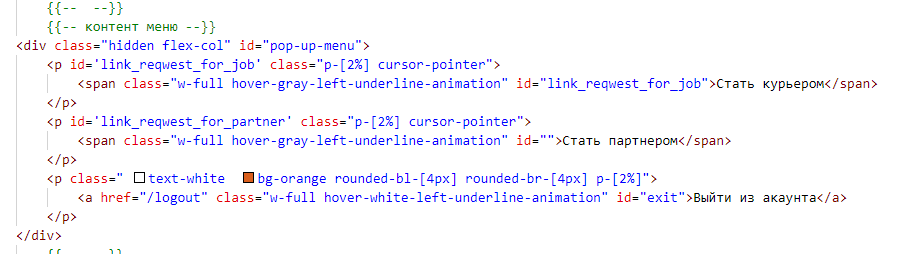 {{--  --}}
{{-- контент меню --}}
<div class="hidden flex-col" id="pop-up-menu">
<p id='link_reqwest_for_job' class="p-[2%] cursor-pointer">
<span class="w-full hover-gray-left-underline-animation" id="link_reqwest_for_job">Стать курьером</span>
</p>
<p id='link_reqwest_for_partner' class="p-[2%] cursor-pointer">
<span class="w-full hover-gray-left-underline-animation" id="">Стать партнером</span>
</p>
<p class=" text-white  bg-orange rounded-bl-[4px] rounded-br-[4px] p-[2%]">
<a href="/logout" class="w-full hover-white-left-underline-animation" id="exit">Выйти из акаунта</a>
</p>
</div>